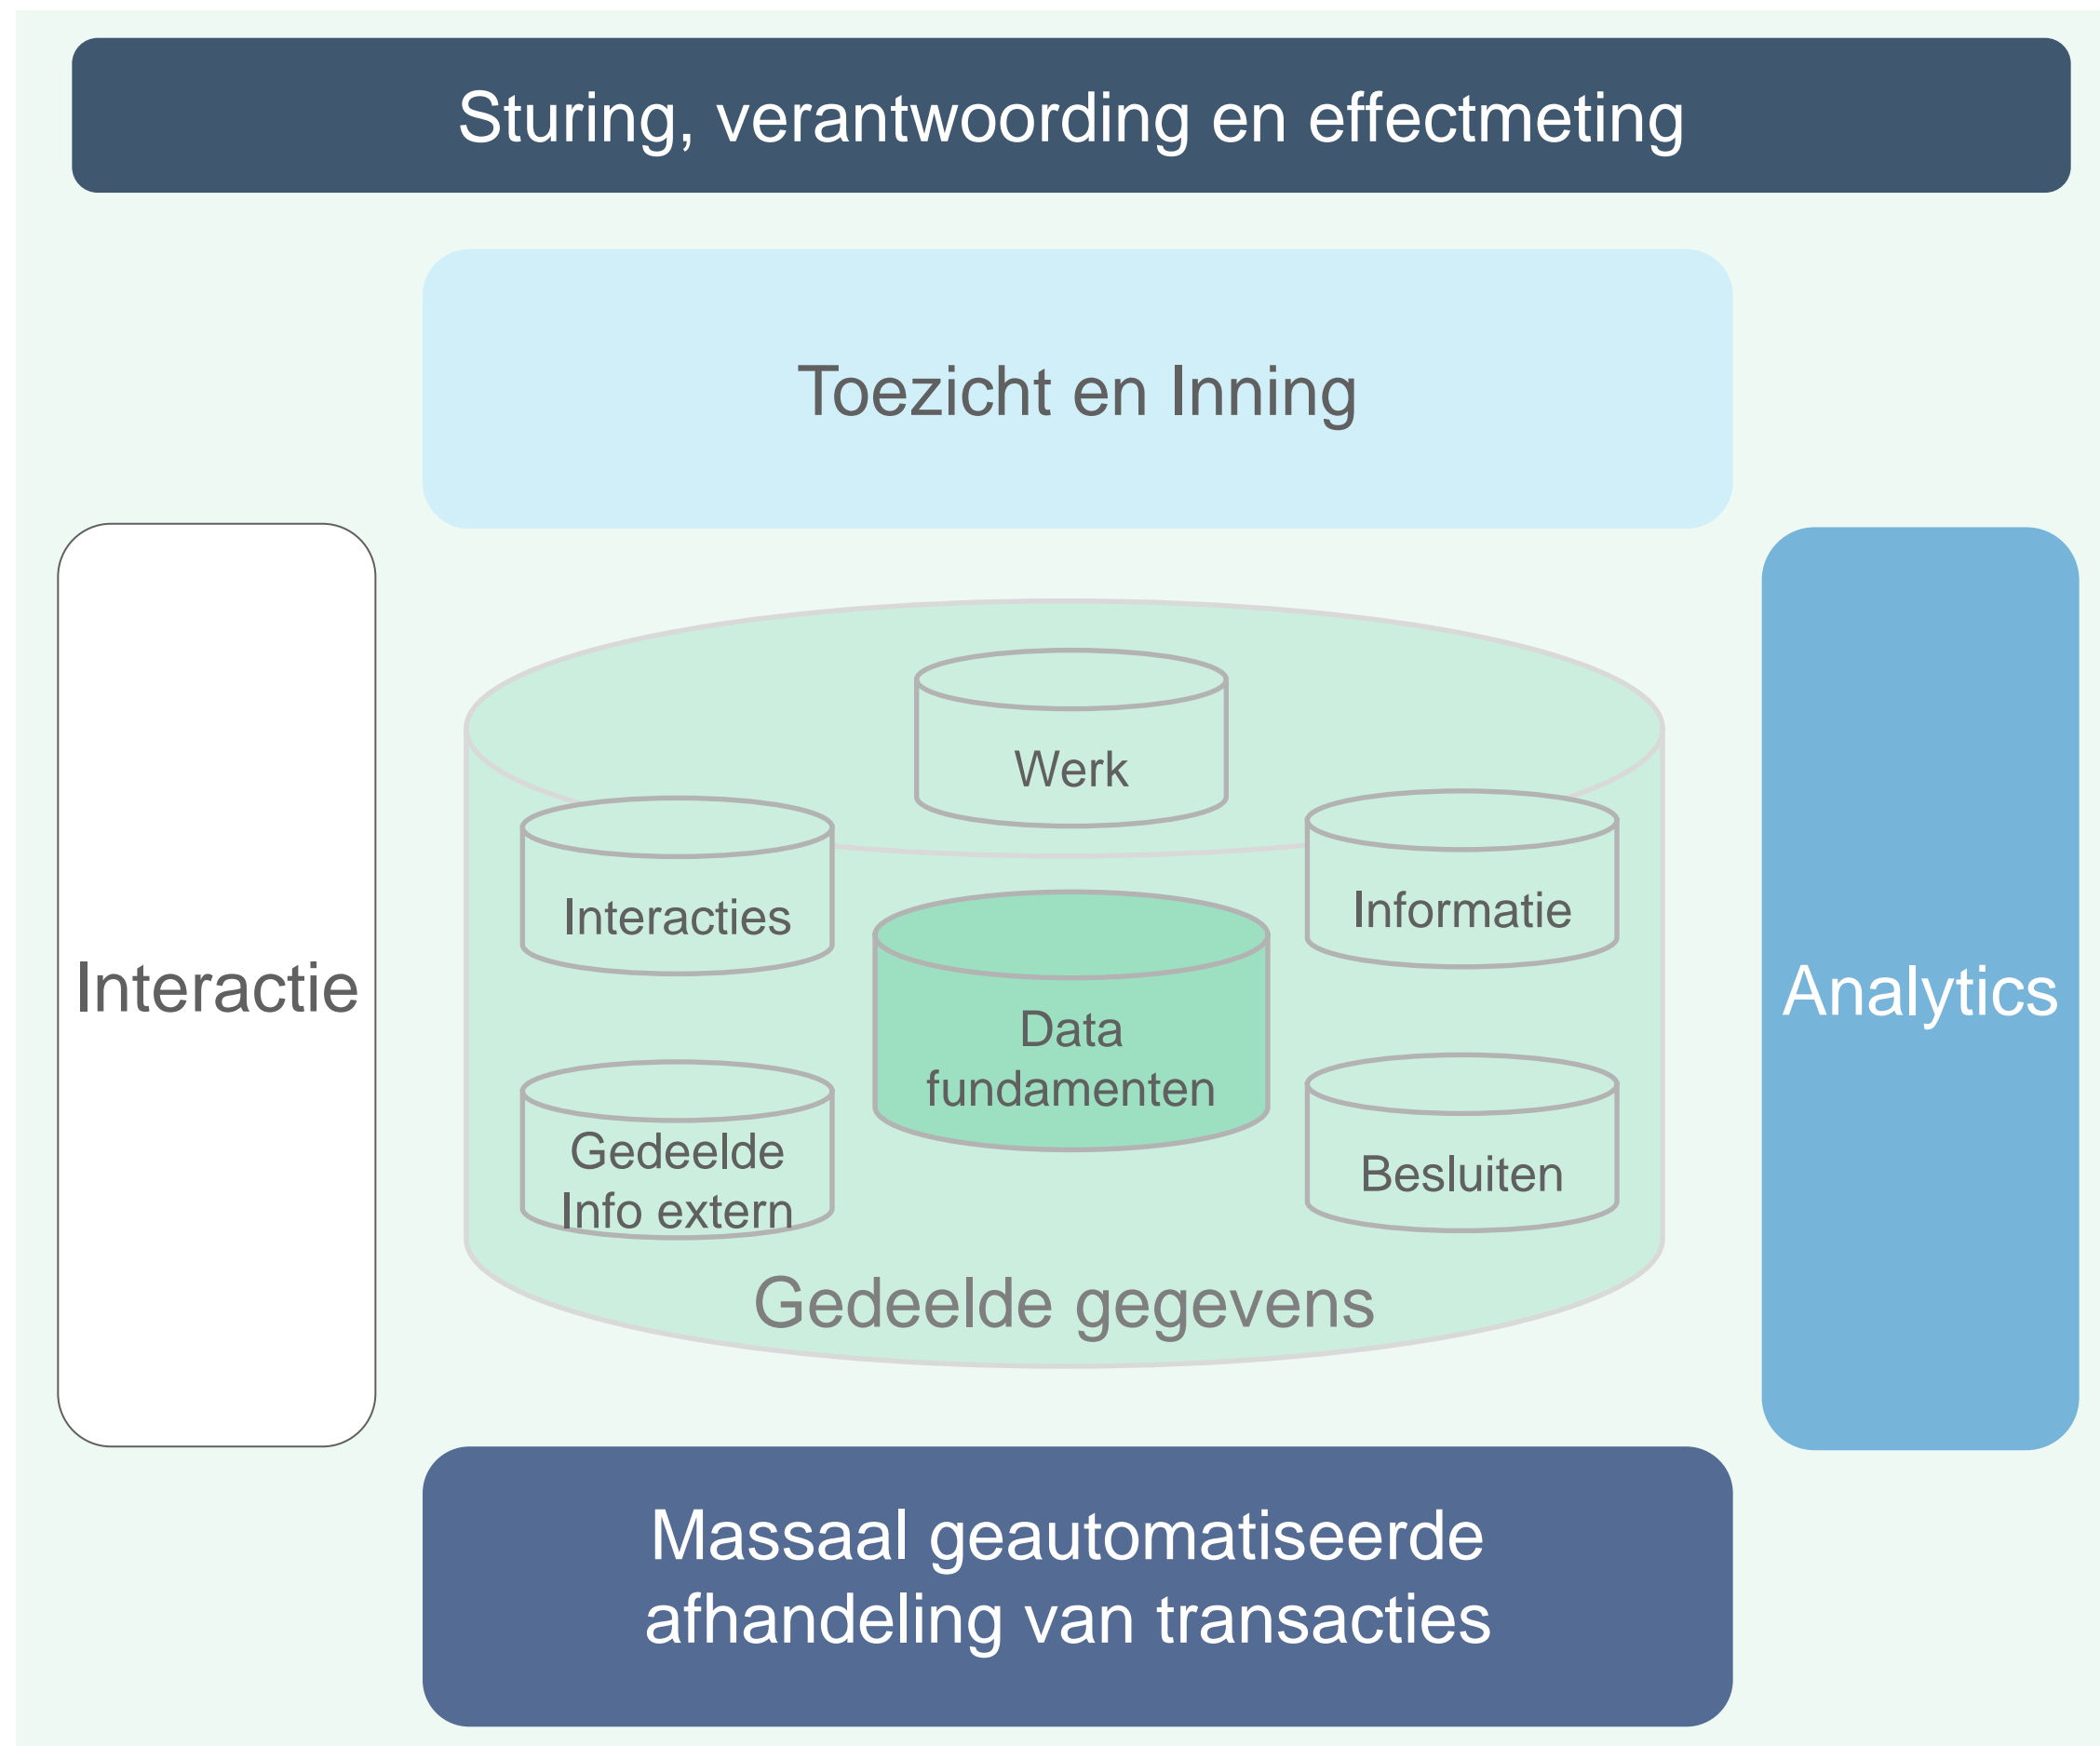 Sturing, verantwoording en effectmeting
Toezicht en Inning
Interactie
Werk
Interacties
Informatie
Data
fundamenten
Gedeelde
Info extern
Besluiten
Gedeelde gegevens
Analytics
Massaal geautomatiseerde
afhandeling van transacties